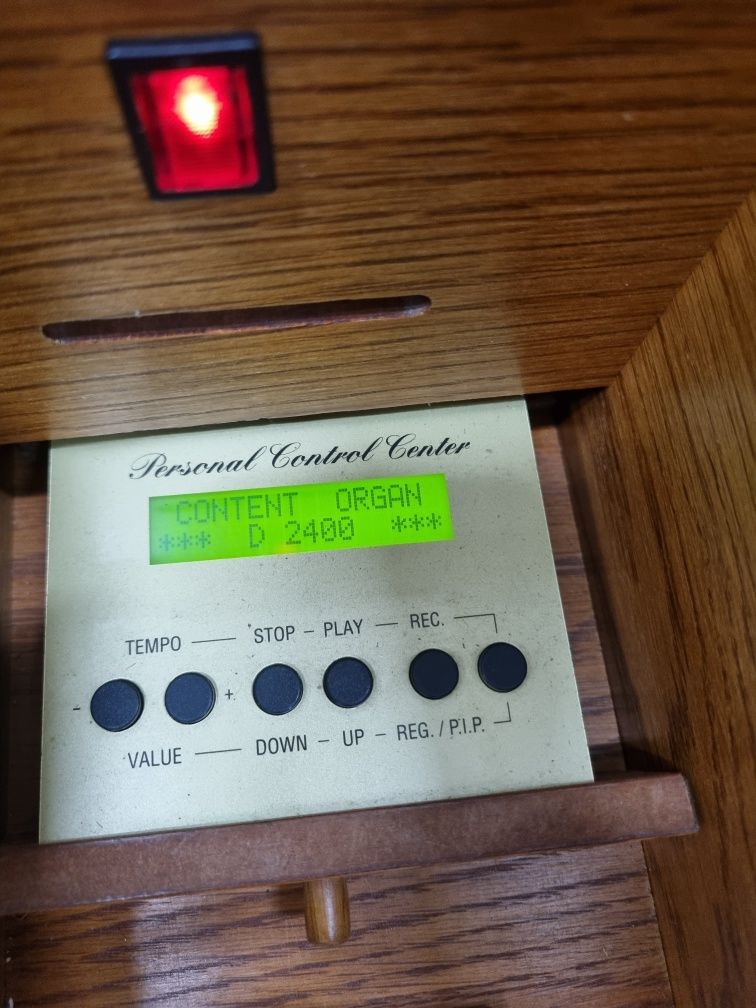 Personal Control Center
CONTENT ORGAN
*** D 2400 ***
TEMPO — STOP – PLAY — REC.
- +
VALUE — DOWN – UP – REG. / P.I.P.